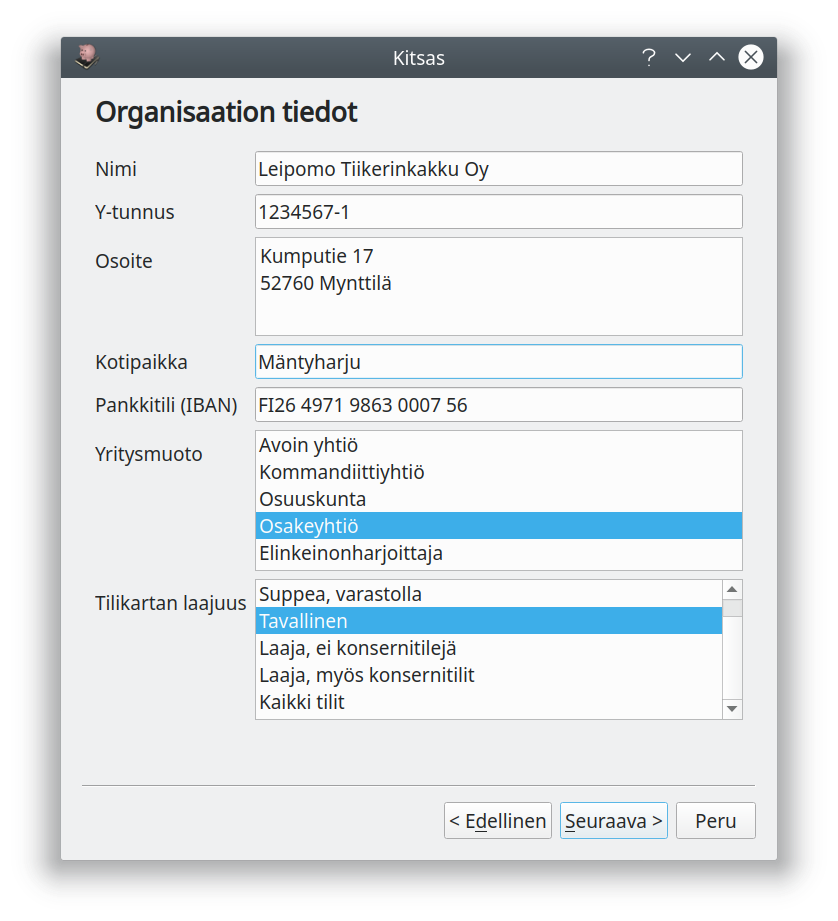 Kitsas
Organisaation tiedot
Nimi Leipomo Tiikerinkakku Oy
Y-tunnus 1234567-1
Osoite Kumputie 17
52760 Mynttilä
Kotipaikka Mäntyharju
Pankkitili (IBAN) FI26 4971 9863 0007 56
Yritysmuoto Avoin yhtiö
Kommandiittiyhtiö
Osuuskunta
Osakeyhtiö
Elinkeinonharjoittaja
Tilikartan laajuus Suppea, varastolla
Tavallinen
Laaja, ei konsernitilejä
Laaja, myös konsernitilit
Kaikki tilit
< Edellinen Seuraava > Peru